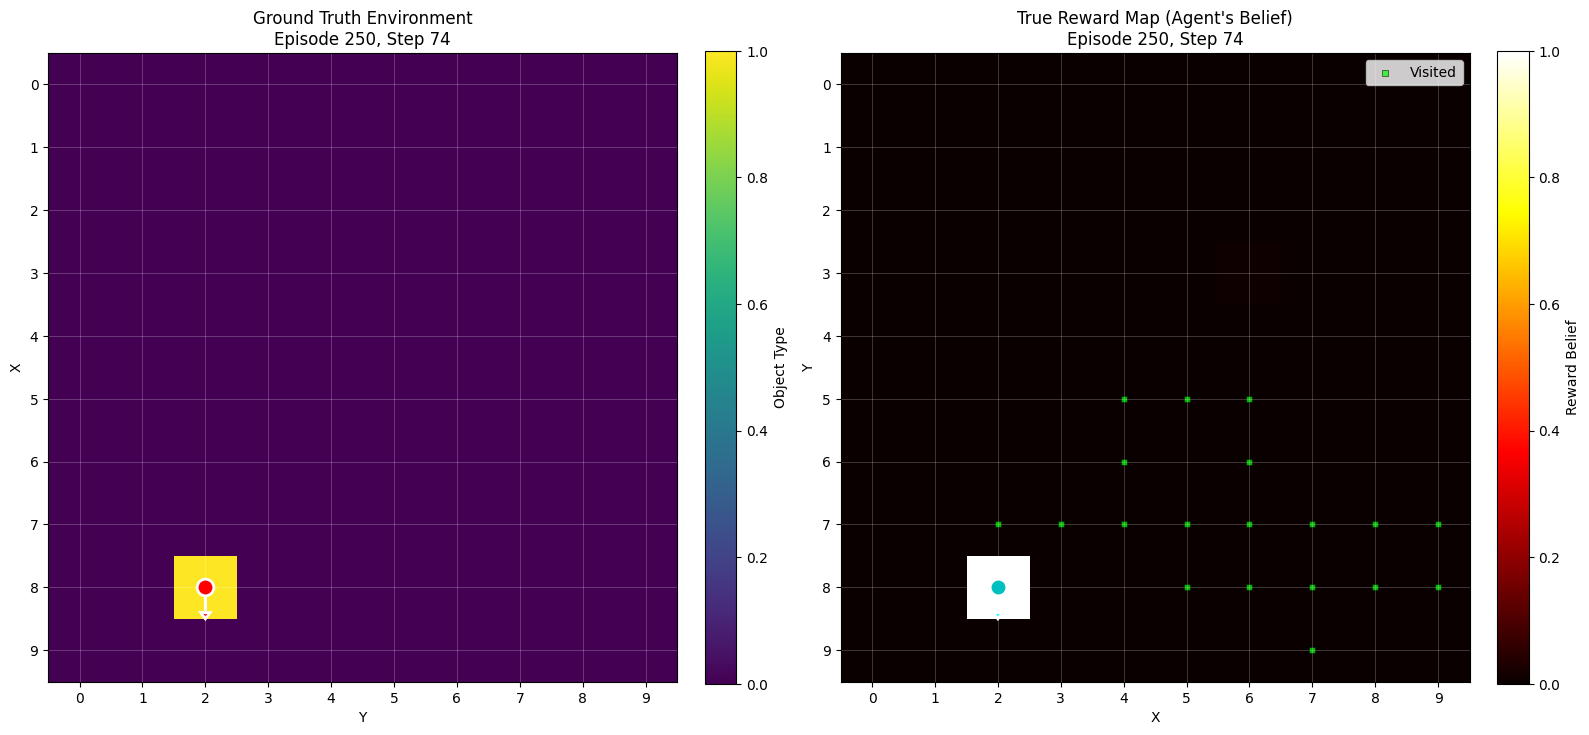 Ground Truth Environment
Episode 250, Step 74
0
1
2
3
4
5
6
7
8
9
X
0 1 2 3 4 5 6 7 8 9
Y
1.0
0.8
0.6
0.4
0.2
0.0
Object Type
True Reward Map (Agent's Belief)
Episode 250, Step 74
Visited
0
1
2
3
4
5
6
7
8
9
Y
0 1 2 3 4 5 6 7 8 9
X
1.0
0.8
0.6
0.4
0.2
0.0
Reward Belief